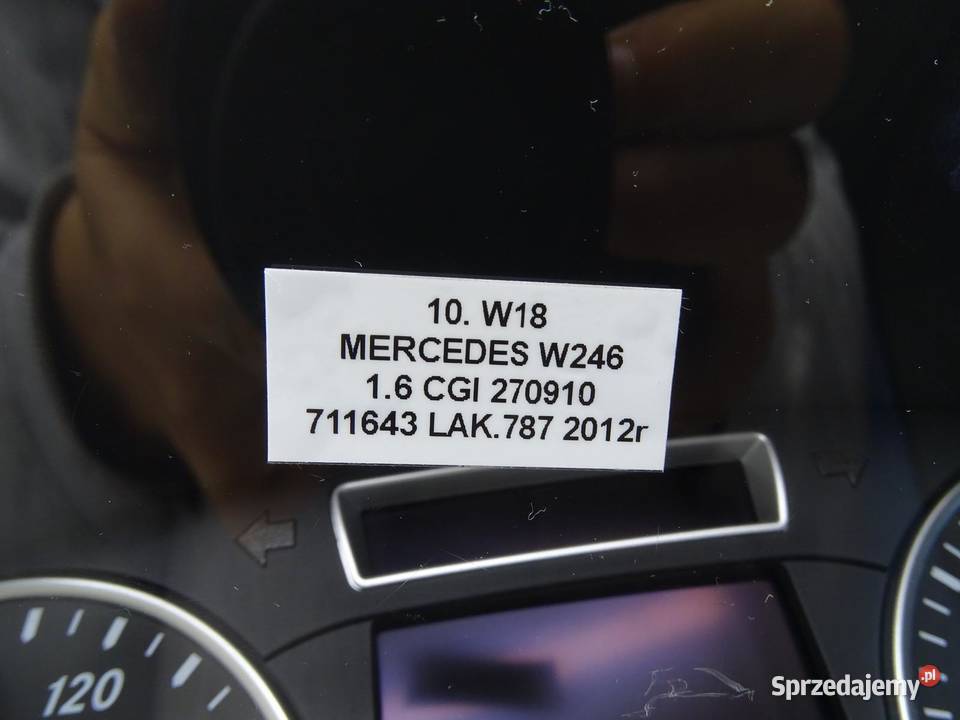 10. W18
MERCEDES W246
1.6 CGI 270910
711643 LAK.787 2012r
120
Sprzedajemy.pl